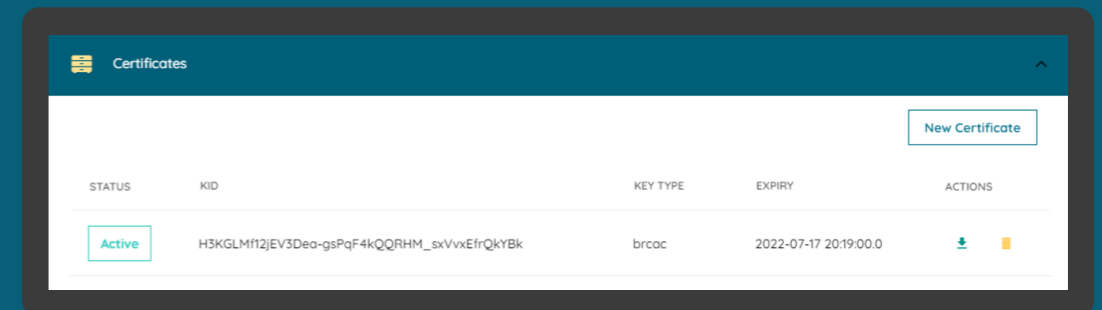 Certificates
New Certificate
STATUS KID KEY TYPE EXPIRY ACTIONS
Active H3KGLMf12jEV3Dea-gsPqF4kQQRHM_sxVvxEfrQkYBk brcac 2022-07-17 20:19:00.0